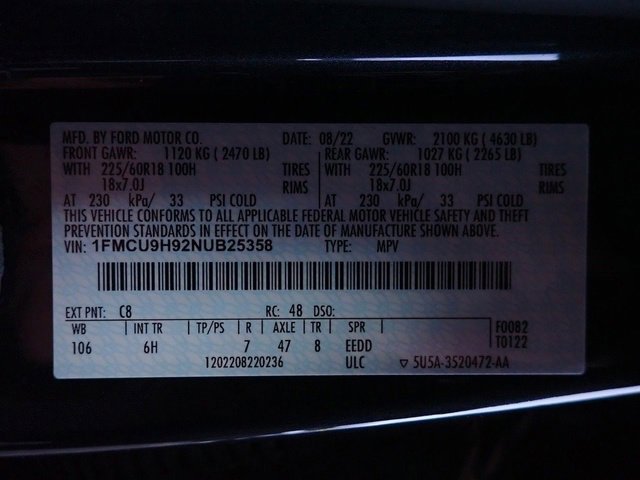 MFD. BY FORD MOTOR CO. DATE: 08/22 GVWR: 2100 KG ( 4630 LB)
FRONT GAWR: 1120 KG ( 2470 LB) REAR GAWR: 1027 KG ( 2265 LB)
WITH 225/60R18 100H TIRES WITH 225/60R18 100H TIRES
18x7.0J RIMS 18x7.0J RIMS
AT 230 kPa/ 33 PSI COLD AT 230 kPa/ 33 PSI COLD
THIS VEHICLE CONFORMS TO ALL APPLICABLE FEDERAL MOTOR VEHICLE SAFETY AND THEFT
PREVENTION STANDARDS IN EFFECT ON THE DATE OF MANUFACTURE SHOWN ABOVE.
VIN: 1FMCU9H92NUB25358 TYPE: MPV
EXT PNT: C8 RC: 48 DSO:
WB INT TR TP/PS R AXLE TR SPR F0082
106 6H 7 47 8 EEDD T0122
1202208220236 ULC ▽ 5U5A-3520472-AA